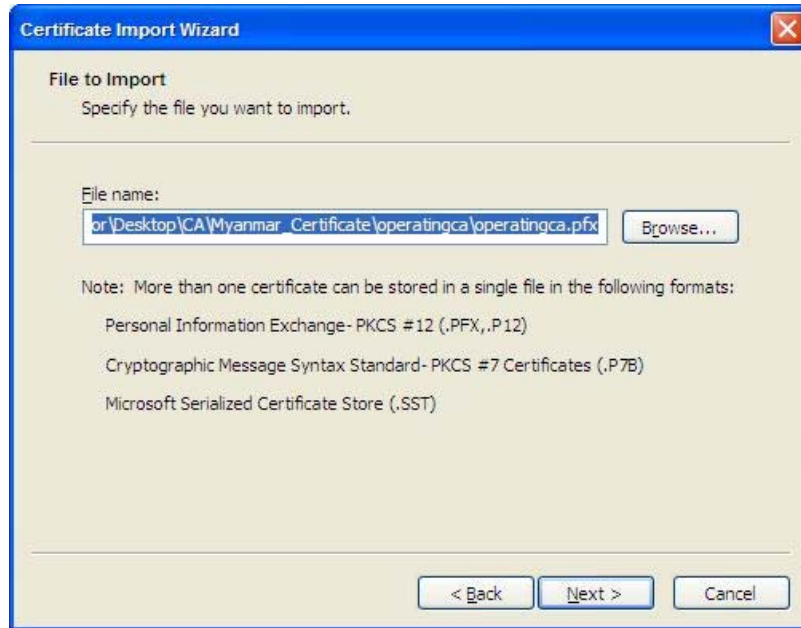 Certificate Import Wizard
File to Import
Specify the file you want to import.
File name:
or\Desktop\CA\Myanmar_Certificate\operatingca\operatingca.pfx
Browse...
Note: More than one certificate can be stored in a single file in the following formats:
Personal Information Exchange- PKCS #12 (.PFX,.P12)
Cryptographic Message Syntax Standard- PKCS #7 Certificates (.P7B)
Microsoft Serialized Certificate Store (.SST)
< Back Next > Cancel